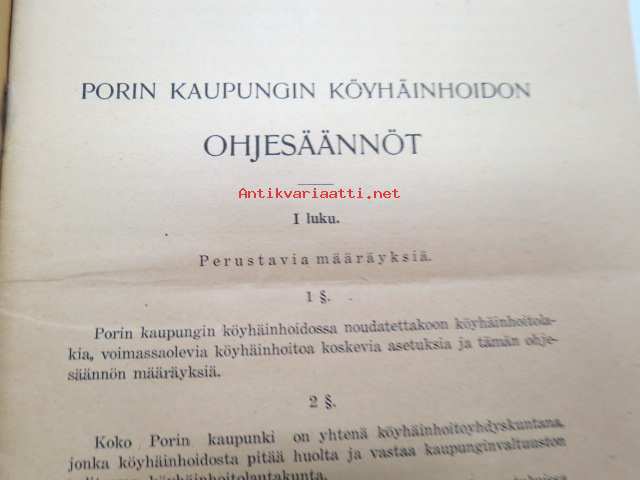 PORIN KAUPUNGIN KÖYHÄINHOIDON
OHJESÄÄNNÖT
Antikvariaatti.net
I luku.
Perustavia määräyksiä.
1 §.
Porin kaupungin köyhäinhoidossa noudatettakoon köyhäinhoitola-
kia, voimassaolevia köyhäinhoitoa koskevia asetuksia ja tämän ohje-
säännön määräyksiä.
2 §.
Koko Porin kaupunki on yhtenä köyhäinhoitoyhdyskuntana,
jonka köyhäinhoidosta pitää huolta ja vastaa kaupunginvaltuuston
köyhäinhoitolautakunta.